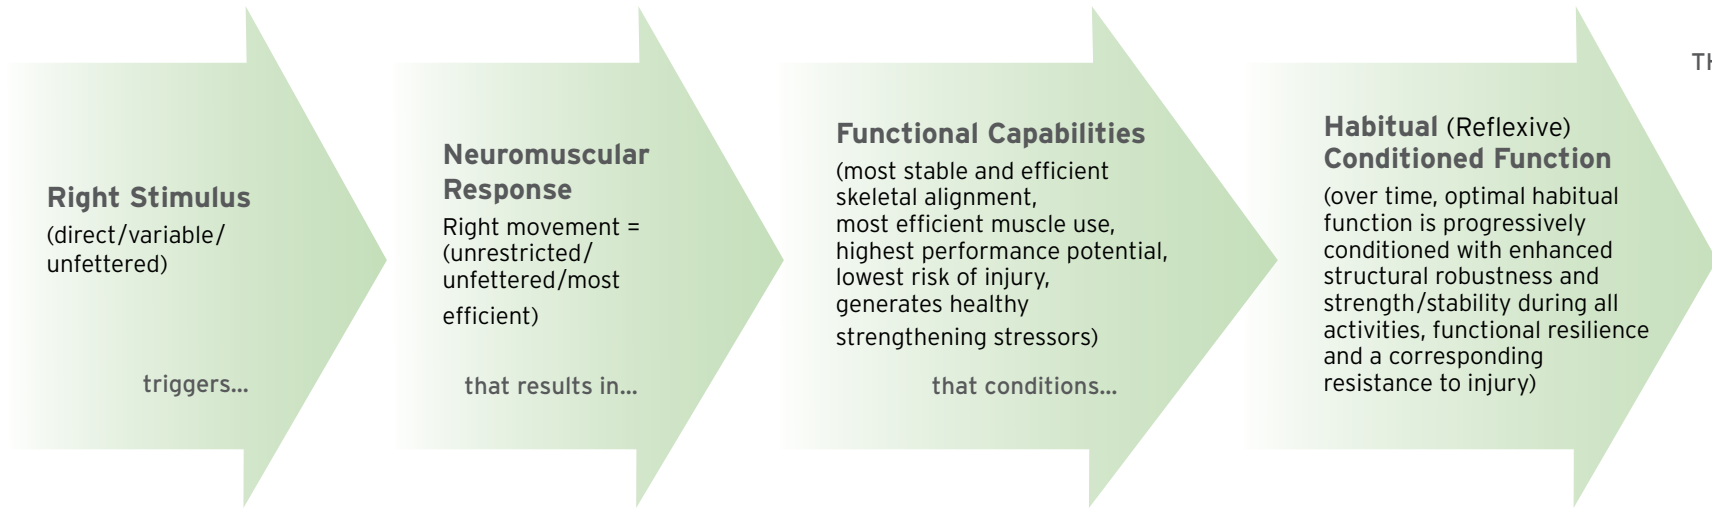 Right Stimulus
(direct/variable/
unfettered)
triggers...
Neuromuscular
Response
Right movement =
(unrestricted/
unfettered/most
efficient)
that results in...
Functional Capabilities
(most stable and efficient
skeletal alignment,
most efficient muscle use,
highest performance potential,
lowest risk of injury,
generates healthy
strengthening stressors)
that conditions...
Habitual (Reflexive)
Conditioned Function
(over time, optimal habitual
function is progressively
conditioned with enhanced
structural robustness and
strength/stability during all
activities, functional resilience
and a corresponding
resistance to injury)